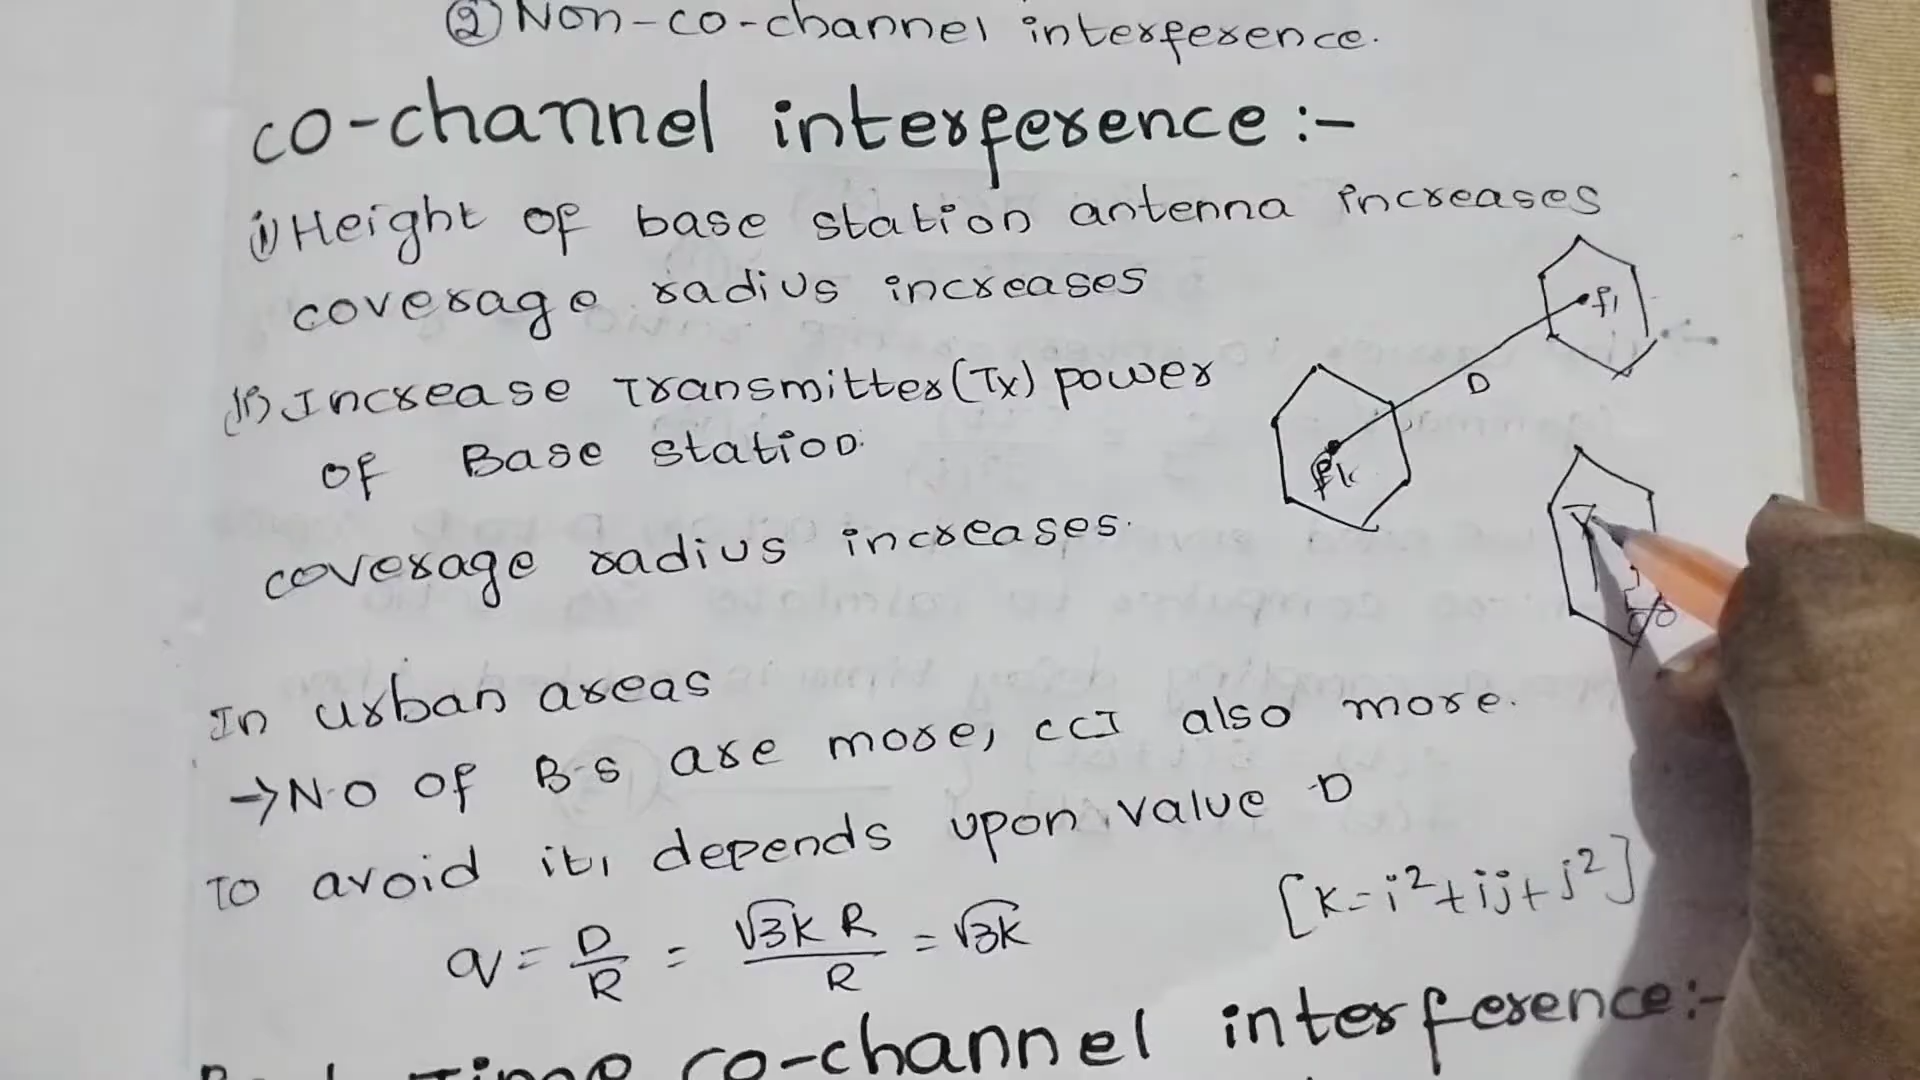 ② Non-co-channel interference.
co-channel interference:-
i) Height of base station antenna increases
coverage radius increases
ii) Increase Transmitter (Tx) power
of Base station.
coverage radius increases.
f1
D
In urban areas
→ N.O of B.S are more, CCI also more.
To avoid it, depends upon value D
q = D/R = √3K R / R = √3K
[K=i²+ij+j²]
Time co-channel interference:-